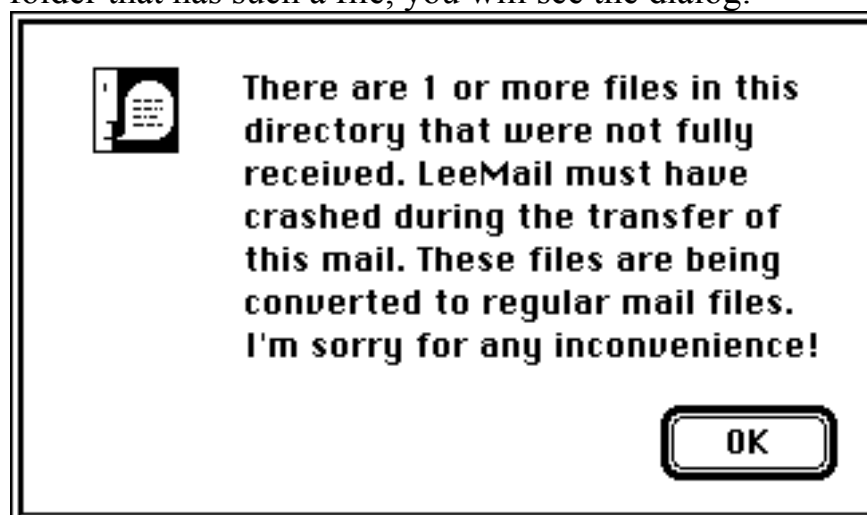 folder that has such a file, you will see the dialog:
There are 1 or more files in this
directory that were not fully
received. LeeMail must have
crashed during the transfer of
this mail. These files are being
converted to regular mail files.
I'm sorry for any inconvenience!
OK